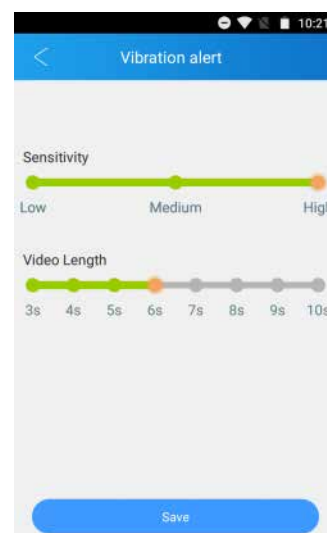 10:21
Vibration alert
Sensitivity
Low Medium High
Video Length
3s 4s 5s 6s 7s 8s 9s 10s
Save